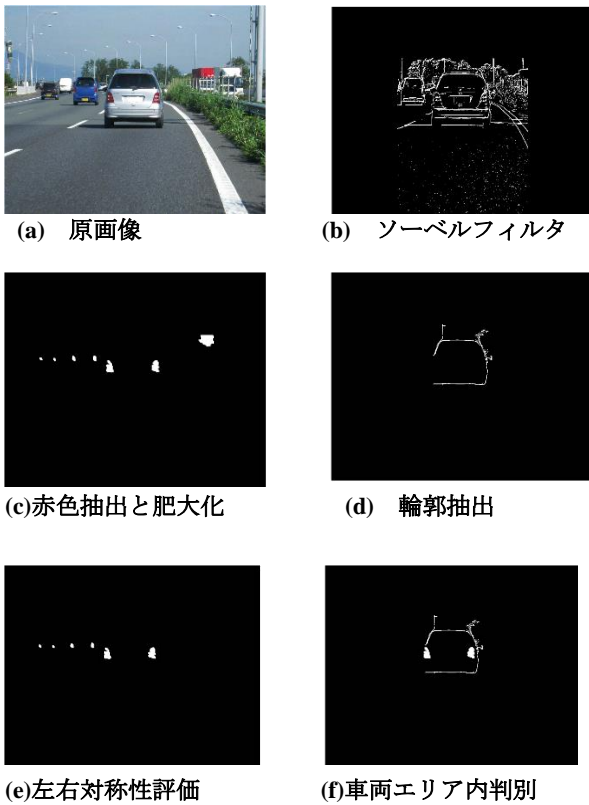 (a) 原画像
(b) ソーベルフィルタ
(c)赤色抽出と肥大化
(d) 輪郭抽出
(e)左右対称性評価
(f)車両エリア内判別